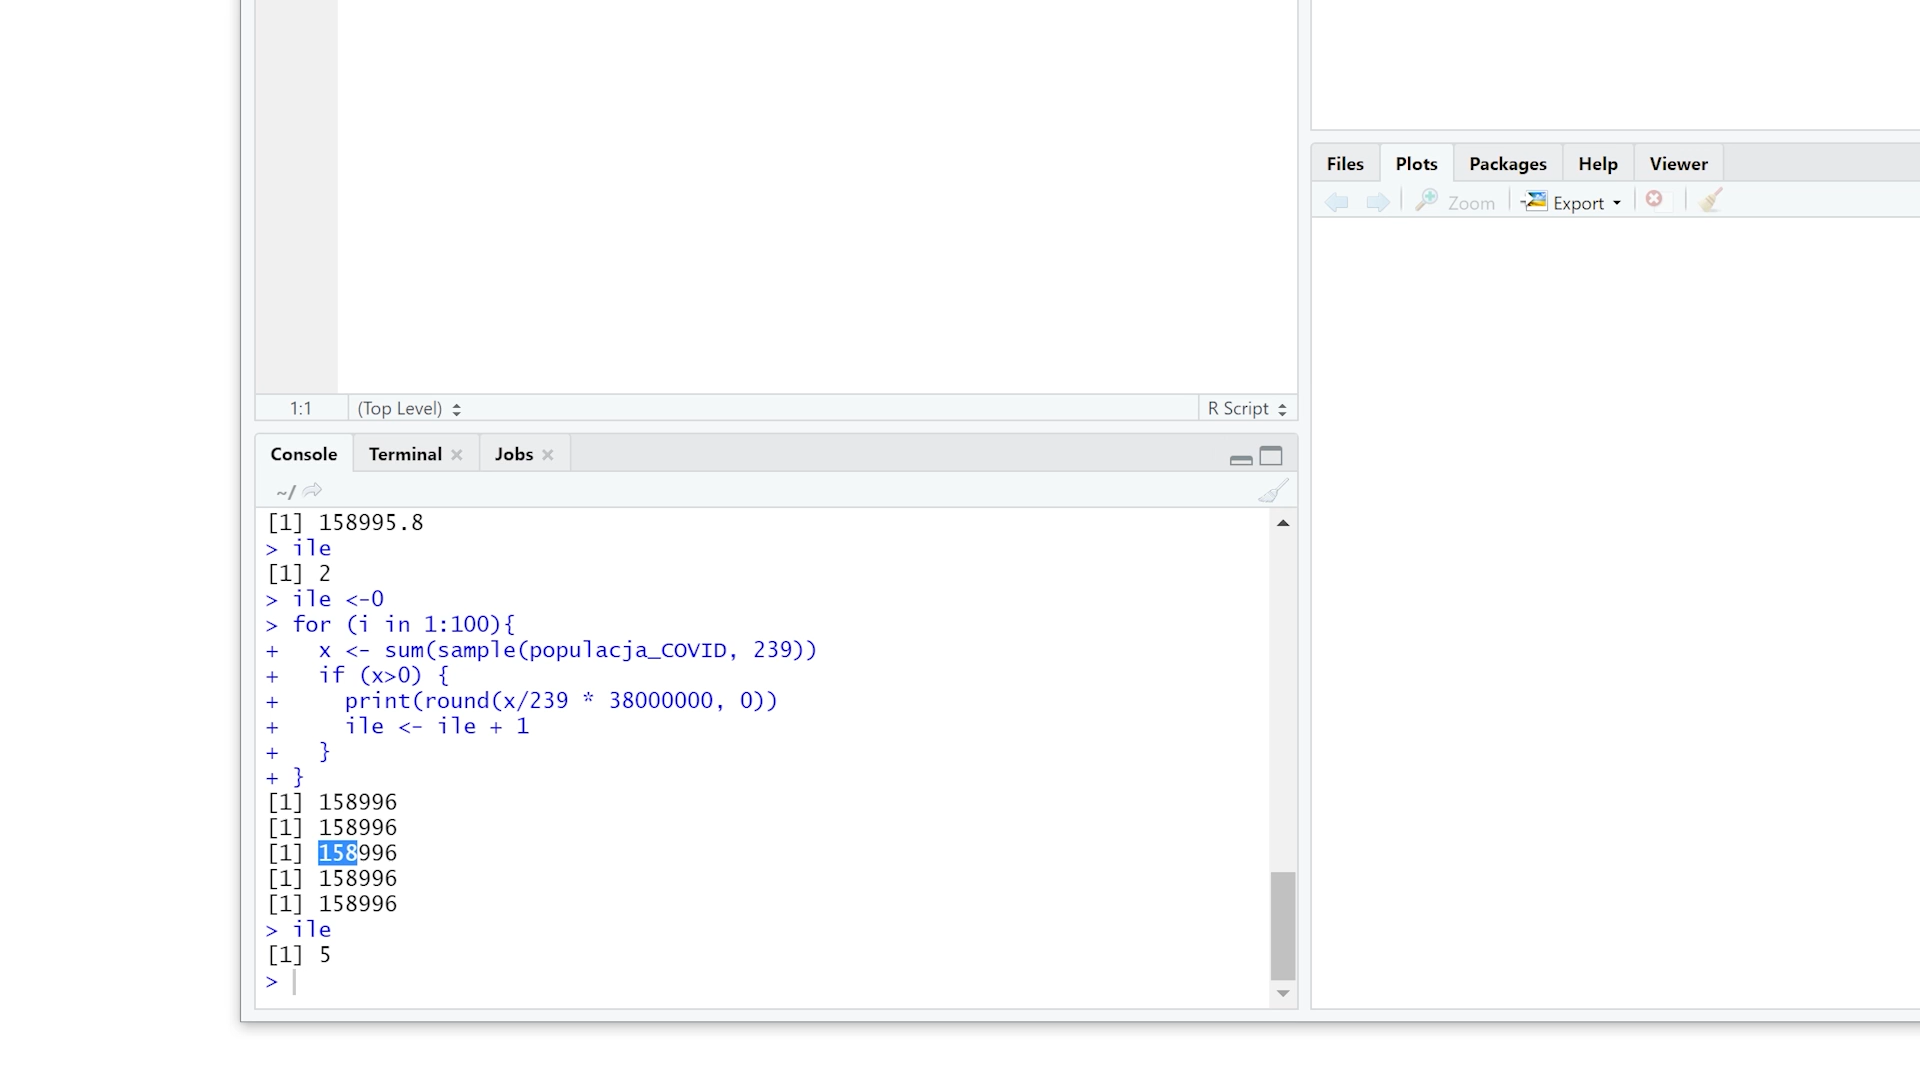 Files Plots Packages Help Viewer
Zoom Export
1:1 (Top Level) R Script
Console Terminal Jobs
~/
[1] 158995.8
> ile
[1] 2
> ile <-0
> for (i in 1:100){
+   x <- sum(sample(populacja_COVID, 239))
+   if (x>0) {
+     print(round(x/239 * 38000000, 0))
+     ile <- ile + 1
+   }
+ }
[1] 158996
[1] 158996
[1] 158996
[1] 158996
[1] 158996
> ile
[1] 5
>